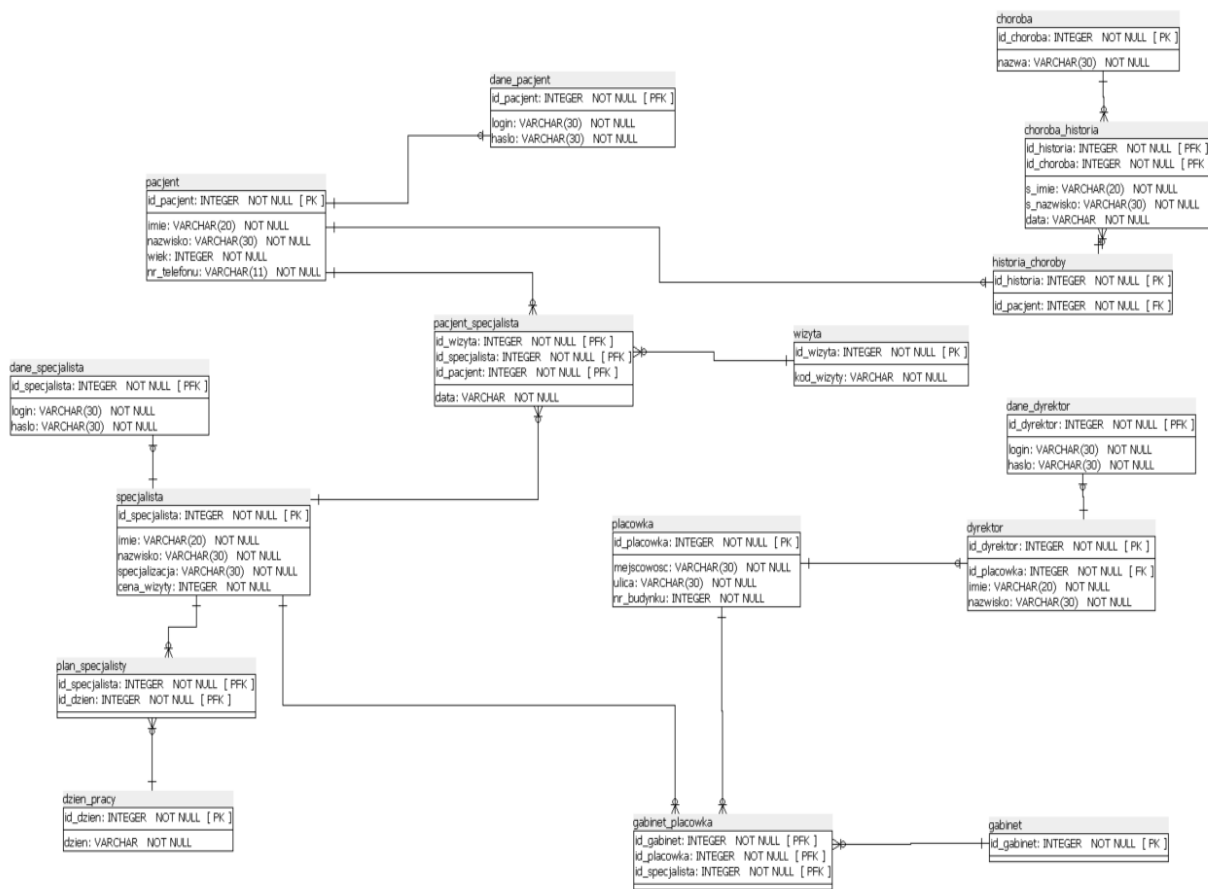 choroba
id_choroba: INTEGER NOT NULL [ PK ]
nazwa: VARCHAR(30) NOT NULL
dane_pacjent
id_pacjent: INTEGER NOT NULL [ PFK ]
login: VARCHAR(30) NOT NULL
haslo: VARCHAR(30) NOT NULL
choroba_historia
id_historia: INTEGER NOT NULL [ PFK ]
id_choroba: INTEGER NOT NULL [ PFK ]
s_imie: VARCHAR(20) NOT NULL
s_nazwisko: VARCHAR(30) NOT NULL
data: VARCHAR NOT NULL
pacjent
id_pacjent: INTEGER NOT NULL [ PK ]
imie: VARCHAR(20) NOT NULL
nazwisko: VARCHAR(30) NOT NULL
wiek: INTEGER NOT NULL
nr_telefonu: VARCHAR(11) NOT NULL
historia_choroby
id_historia: INTEGER NOT NULL [ PK ]
id_pacjent: INTEGER NOT NULL [ FK ]
pacjent_specjalista
id_wizyta: INTEGER NOT NULL [ PFK ]
id_specjalista: INTEGER NOT NULL [ PFK ]
id_pacjent: INTEGER NOT NULL [ PFK ]
data: VARCHAR NOT NULL
wizyta
id_wizyta: INTEGER NOT NULL [ PK ]
kod_wizyty: VARCHAR NOT NULL
dane_specjalista
id_specjalista: INTEGER NOT NULL [ PFK ]
login: VARCHAR(30) NOT NULL
haslo: VARCHAR(30) NOT NULL
dane_dyrektor
id_dyrektor: INTEGER NOT NULL [ PFK ]
login: VARCHAR(30) NOT NULL
haslo: VARCHAR(30) NOT NULL
specjalista
id_specjalista: INTEGER NOT NULL [ PK ]
imie: VARCHAR(20) NOT NULL
nazwisko: VARCHAR(30) NOT NULL
specjalizacja: VARCHAR(30) NOT NULL
cena_wizyty: INTEGER NOT NULL
placowka
id_placowka: INTEGER NOT NULL [ PK ]
mejscowosc: VARCHAR(30) NOT NULL
ulica: VARCHAR(30) NOT NULL
nr_budynku: INTEGER NOT NULL
dyrektor
id_dyrektor: INTEGER NOT NULL [ PK ]
id_placowka: INTEGER NOT NULL [ FK ]
imie: VARCHAR(20) NOT NULL
nazwisko: VARCHAR(30) NOT NULL
plan_specjalisty
id_specjalista: INTEGER NOT NULL [ PFK ]
id_dzien: INTEGER NOT NULL [ PFK ]
dzien_pracy
id_dzien: INTEGER NOT NULL [ PK ]
dzien: VARCHAR NOT NULL
gabinet_placowka
id_gabinet: INTEGER NOT NULL [ PFK ]
id_placowka: INTEGER NOT NULL [ PFK ]
id_specjalista: INTEGER NOT NULL [ PFK ]
gabinet
id_gabinet: INTEGER NOT NULL [ PK ]